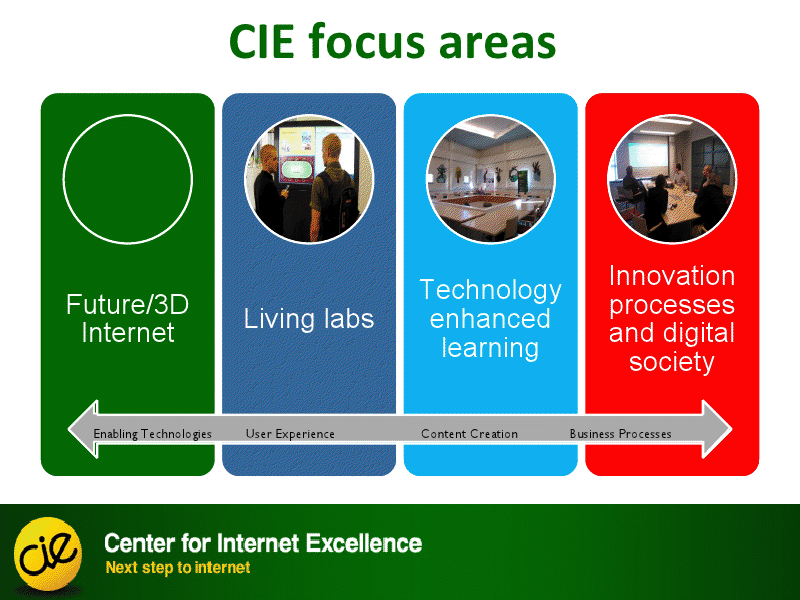 CIE focus areas
Future/3D
Internet
Living labs
Technology
enhanced
learning
Innovation
processes
and digital
society
Enabling Technologies
User Experience
Content Creation
Business Processes
cie
Center for Internet Excellence
Next step to internet